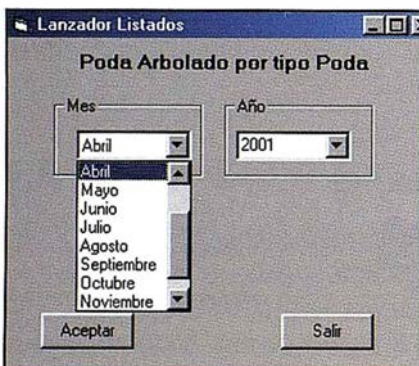 Lanzador Listados
Poda Arbolado por tipo Poda
Mes
Año
Abril
2001
Abril
Mayo
Junio
Julio
Agosto
Septiembre
Octubre
Noviembre
Aceptar
Salir